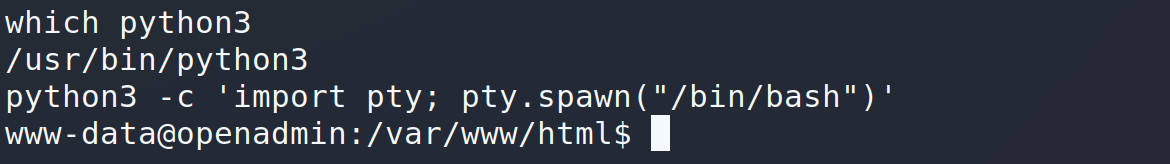 which python3
/usr/bin/python3
python3 -c 'import pty; pty.spawn("/bin/bash")'
www-data@openadmin:/var/www/html$